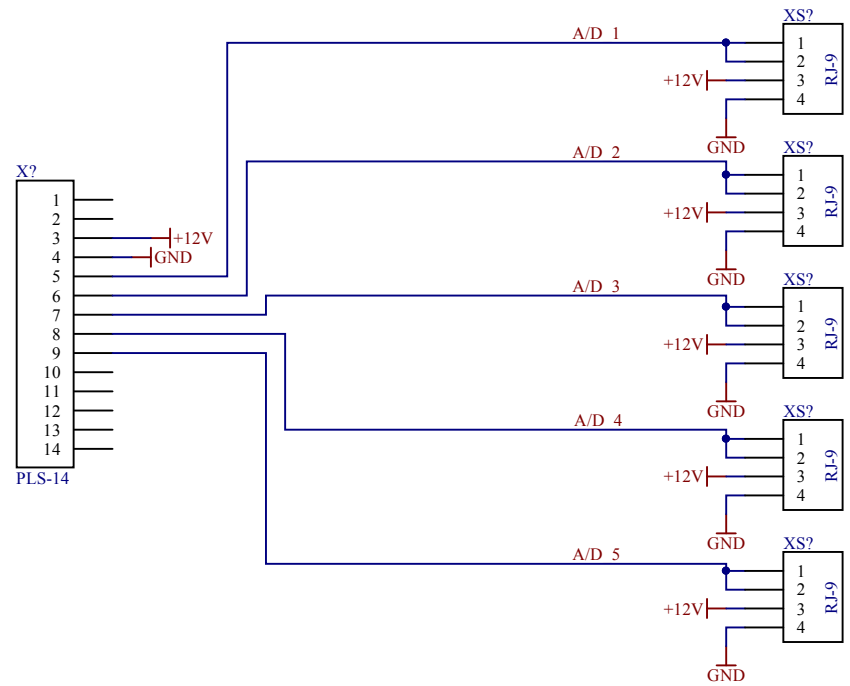 X?
1
2
3
4
5
6
7
8
9
10
11
12
13
14
PLS-14
+12V
GND
A/D 1
XS?
1
2
3
4
RJ-9
+12V
GND
A/D 2
XS?
1
2
3
4
RJ-9
+12V
GND
A/D 3
XS?
1
2
3
4
RJ-9
+12V
GND
A/D 4
XS?
1
2
3
4
RJ-9
+12V
GND
A/D 5
XS?
1
2
3
4
RJ-9
+12V
GND